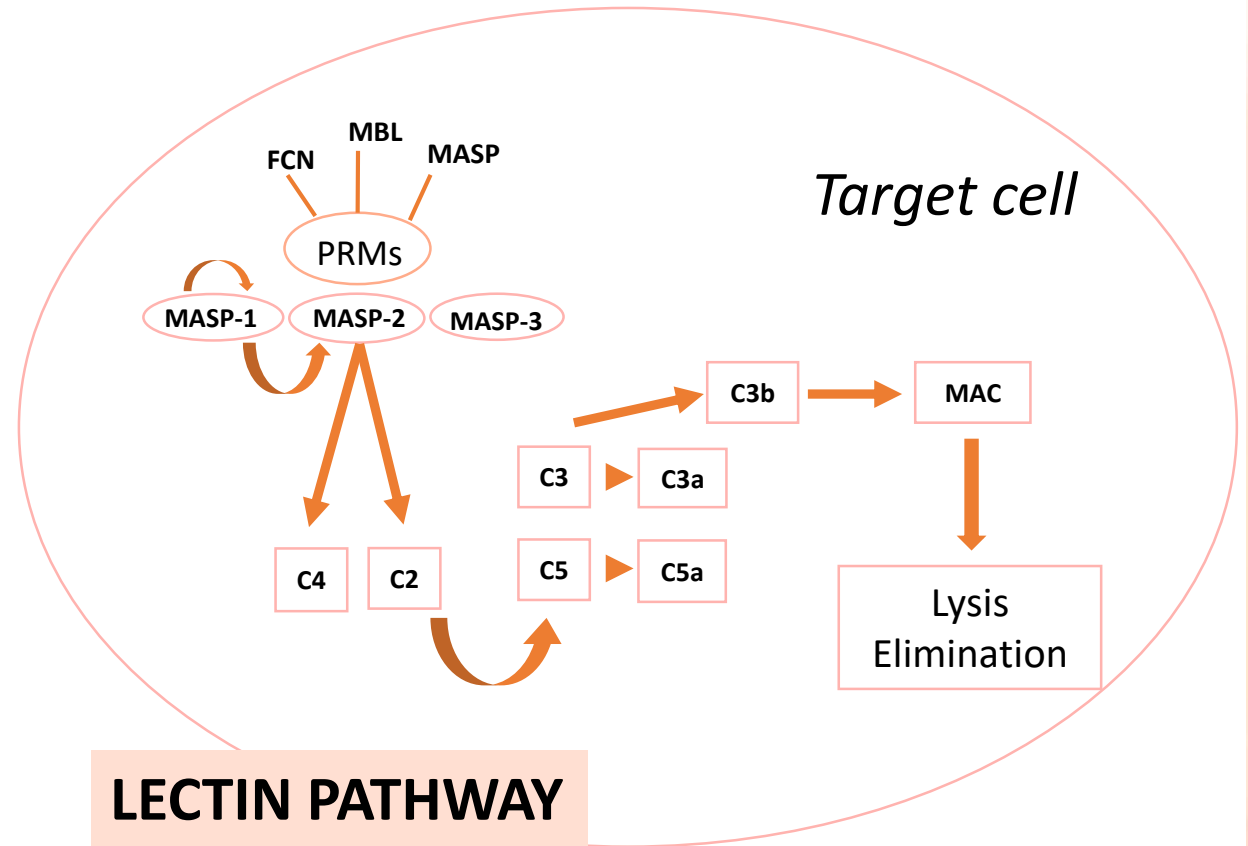 MBL
FCN
MASP
Target cell
PRMs
MASP-1
MASP-2
MASP-3
C3b
MAC
C3
C3a
C4
C2
C5
C5a
Lysis
Elimination
LECTIN PATHWAY